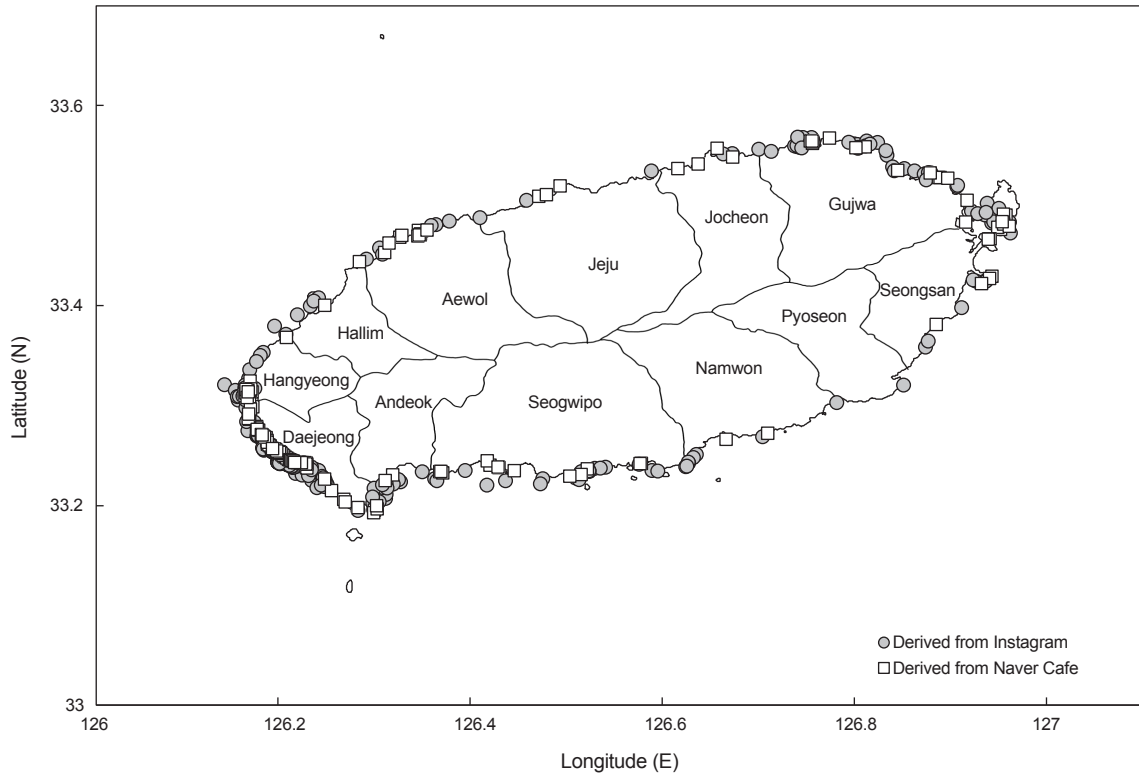 33.6
33.4
33.2
33
Latitude (N)
126
126.2
126.4
126.6
126.8
127
Longitude (E)
Gujwa
Jocheon
Jeju
Aewol
Seongsan
Pyoseon
Hallim
Namwon
Hangyeong
Andeok
Seogwipo
Daejeong
Derived from Instagram
Derived from Naver Cafe